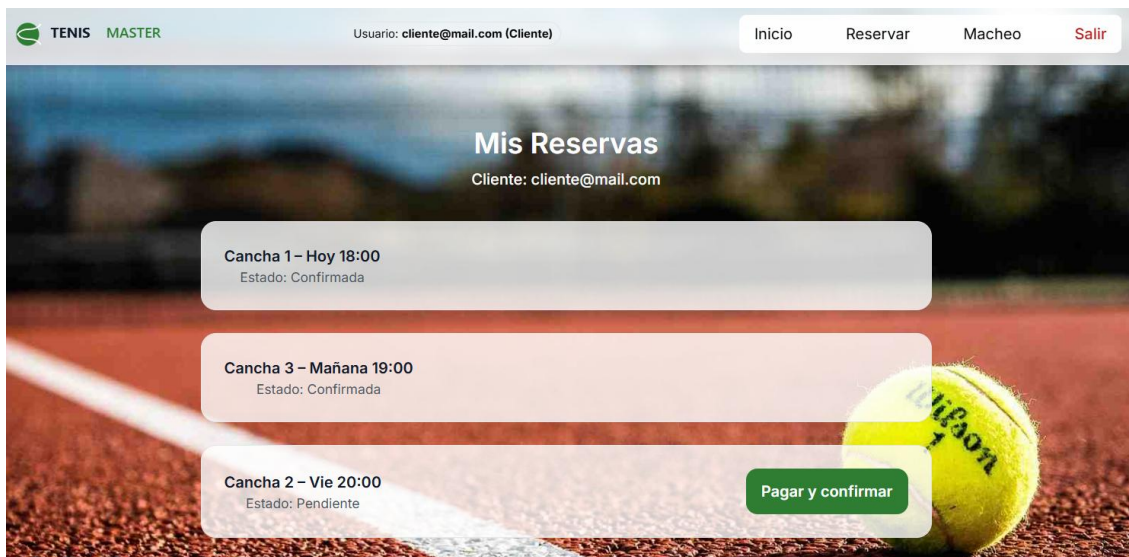 TENIS MASTER
Usuario: cliente@mail.com (Cliente)
Inicio
Reservar
Macheo
Salir
Mis Reservas
Cliente: cliente@mail.com
Cancha 1 – Hoy 18:00
Estado: Confirmada
Cancha 3 – Mañana 19:00
Estado: Confirmada
Wilson
1
Cancha 2 – Vie 20:00
Estado: Pendiente
Pagar y confirmar